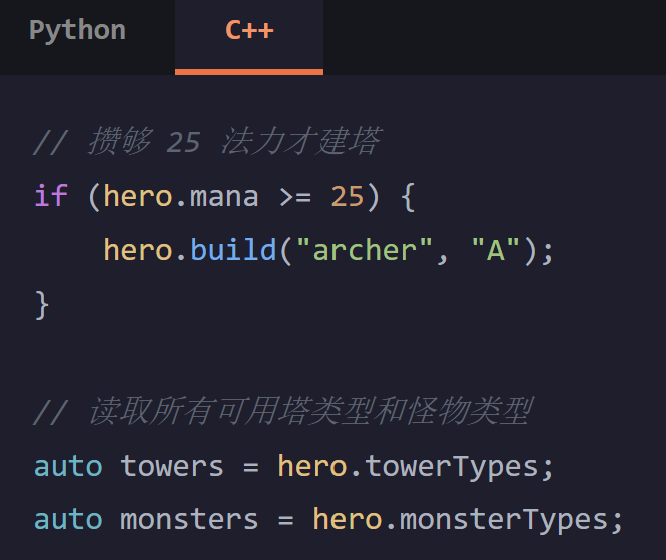 Python C++
// 攒够 25 法力才建塔
if (hero.mana >= 25) {
    hero.build("archer", "A");
}
// 读取所有可用塔类型和怪物类型
auto towers = hero.towerTypes;
auto monsters = hero.monsterTypes;